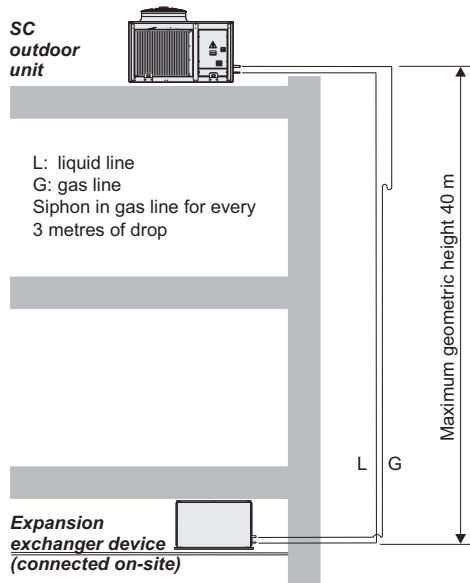 SC
outdoor
unit
L: liquid line
G: gas line
Siphon in gas line for every
3 metres of drop
Maximum geometric height 40 m
L G
Expansion
exchanger device
(connected on-site)